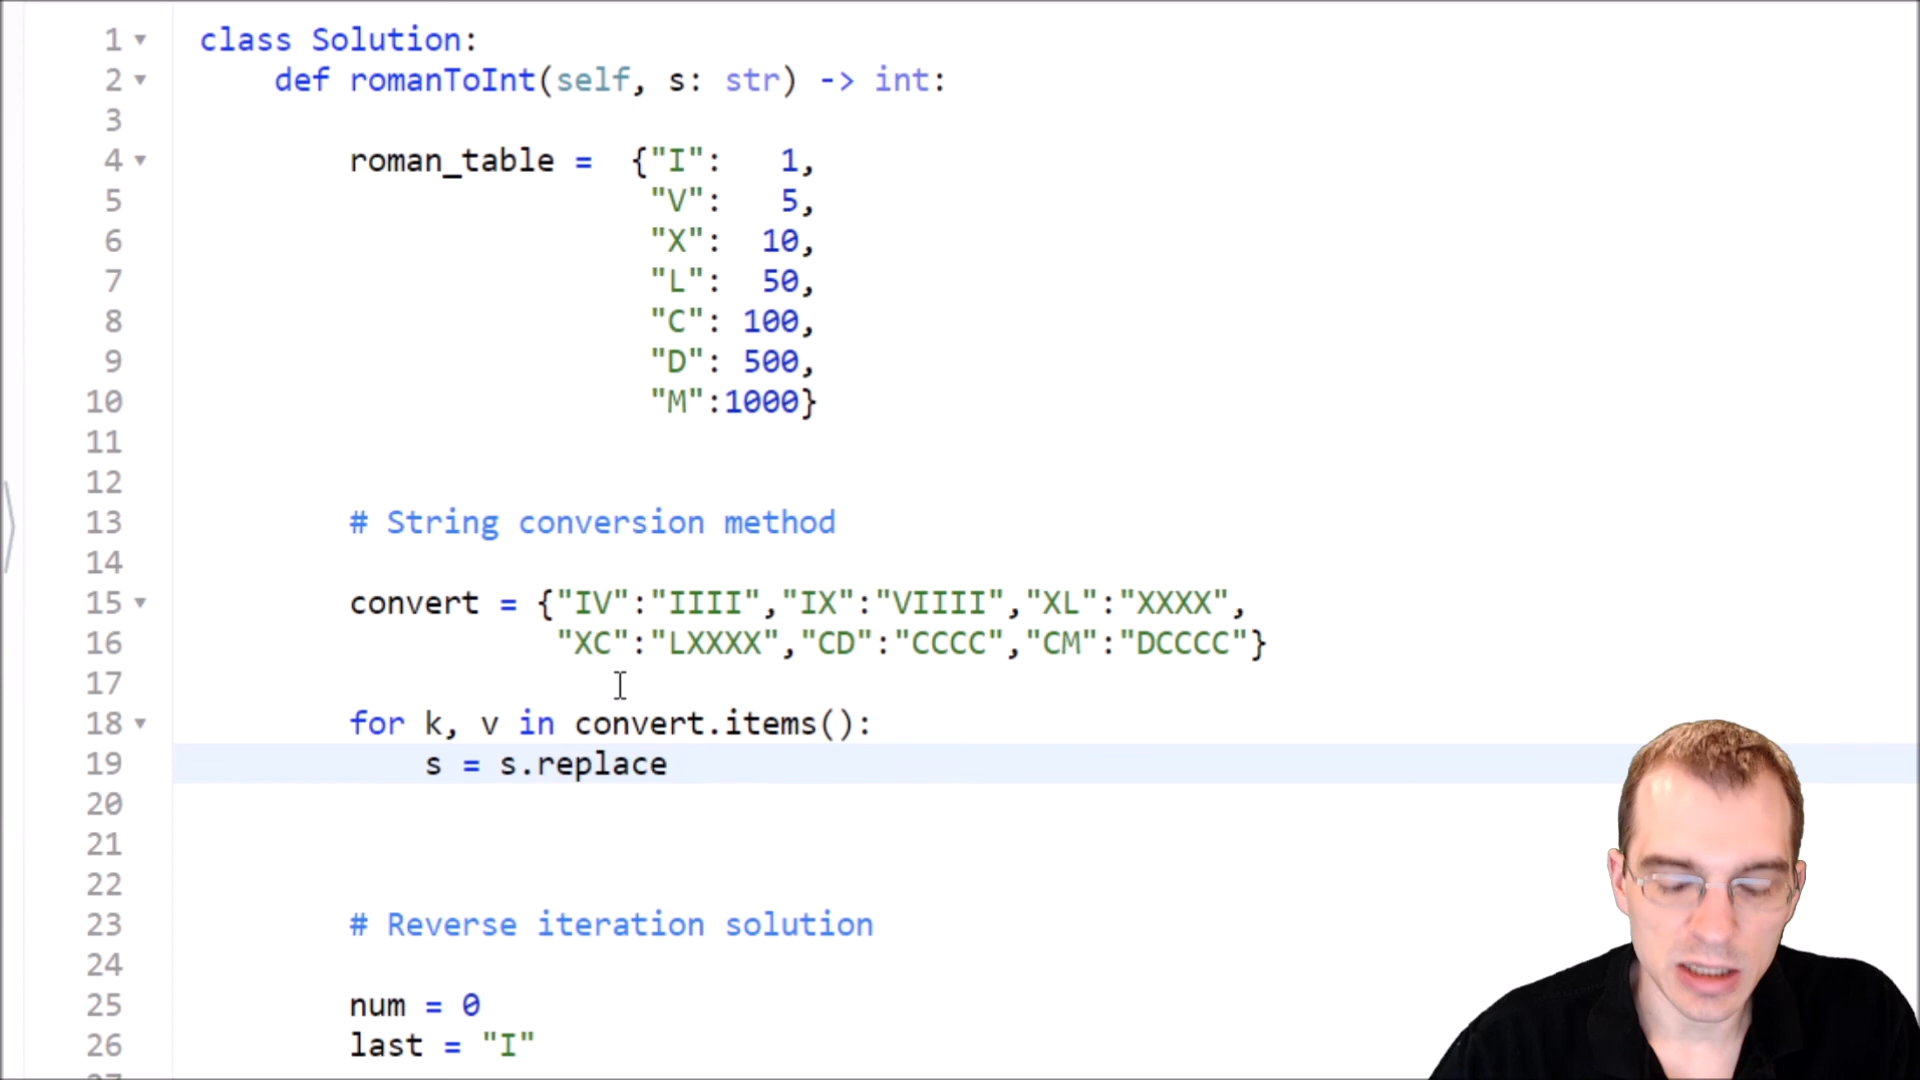 1 class Solution:
2 def romanToInt(self, s: str) -> int:
3
4 roman_table = {"I": 1,
5 "V": 5,
6 "X": 10,
7 "L": 50,
8 "C": 100,
9 "D": 500,
10 "M":1000}
11
12
13 # String conversion method
14
15 convert = {"IV":"IIII","IX":"VIIII","XL":"XXXX",
16 "XC":"LXXXX","CD":"CCCC","CM":"DCCCC"}
17
18 for k, v in convert.items():
19 s = s.replace
20
21
22
23 # Reverse iteration solution
24
25 num = 0
26 last = "I"